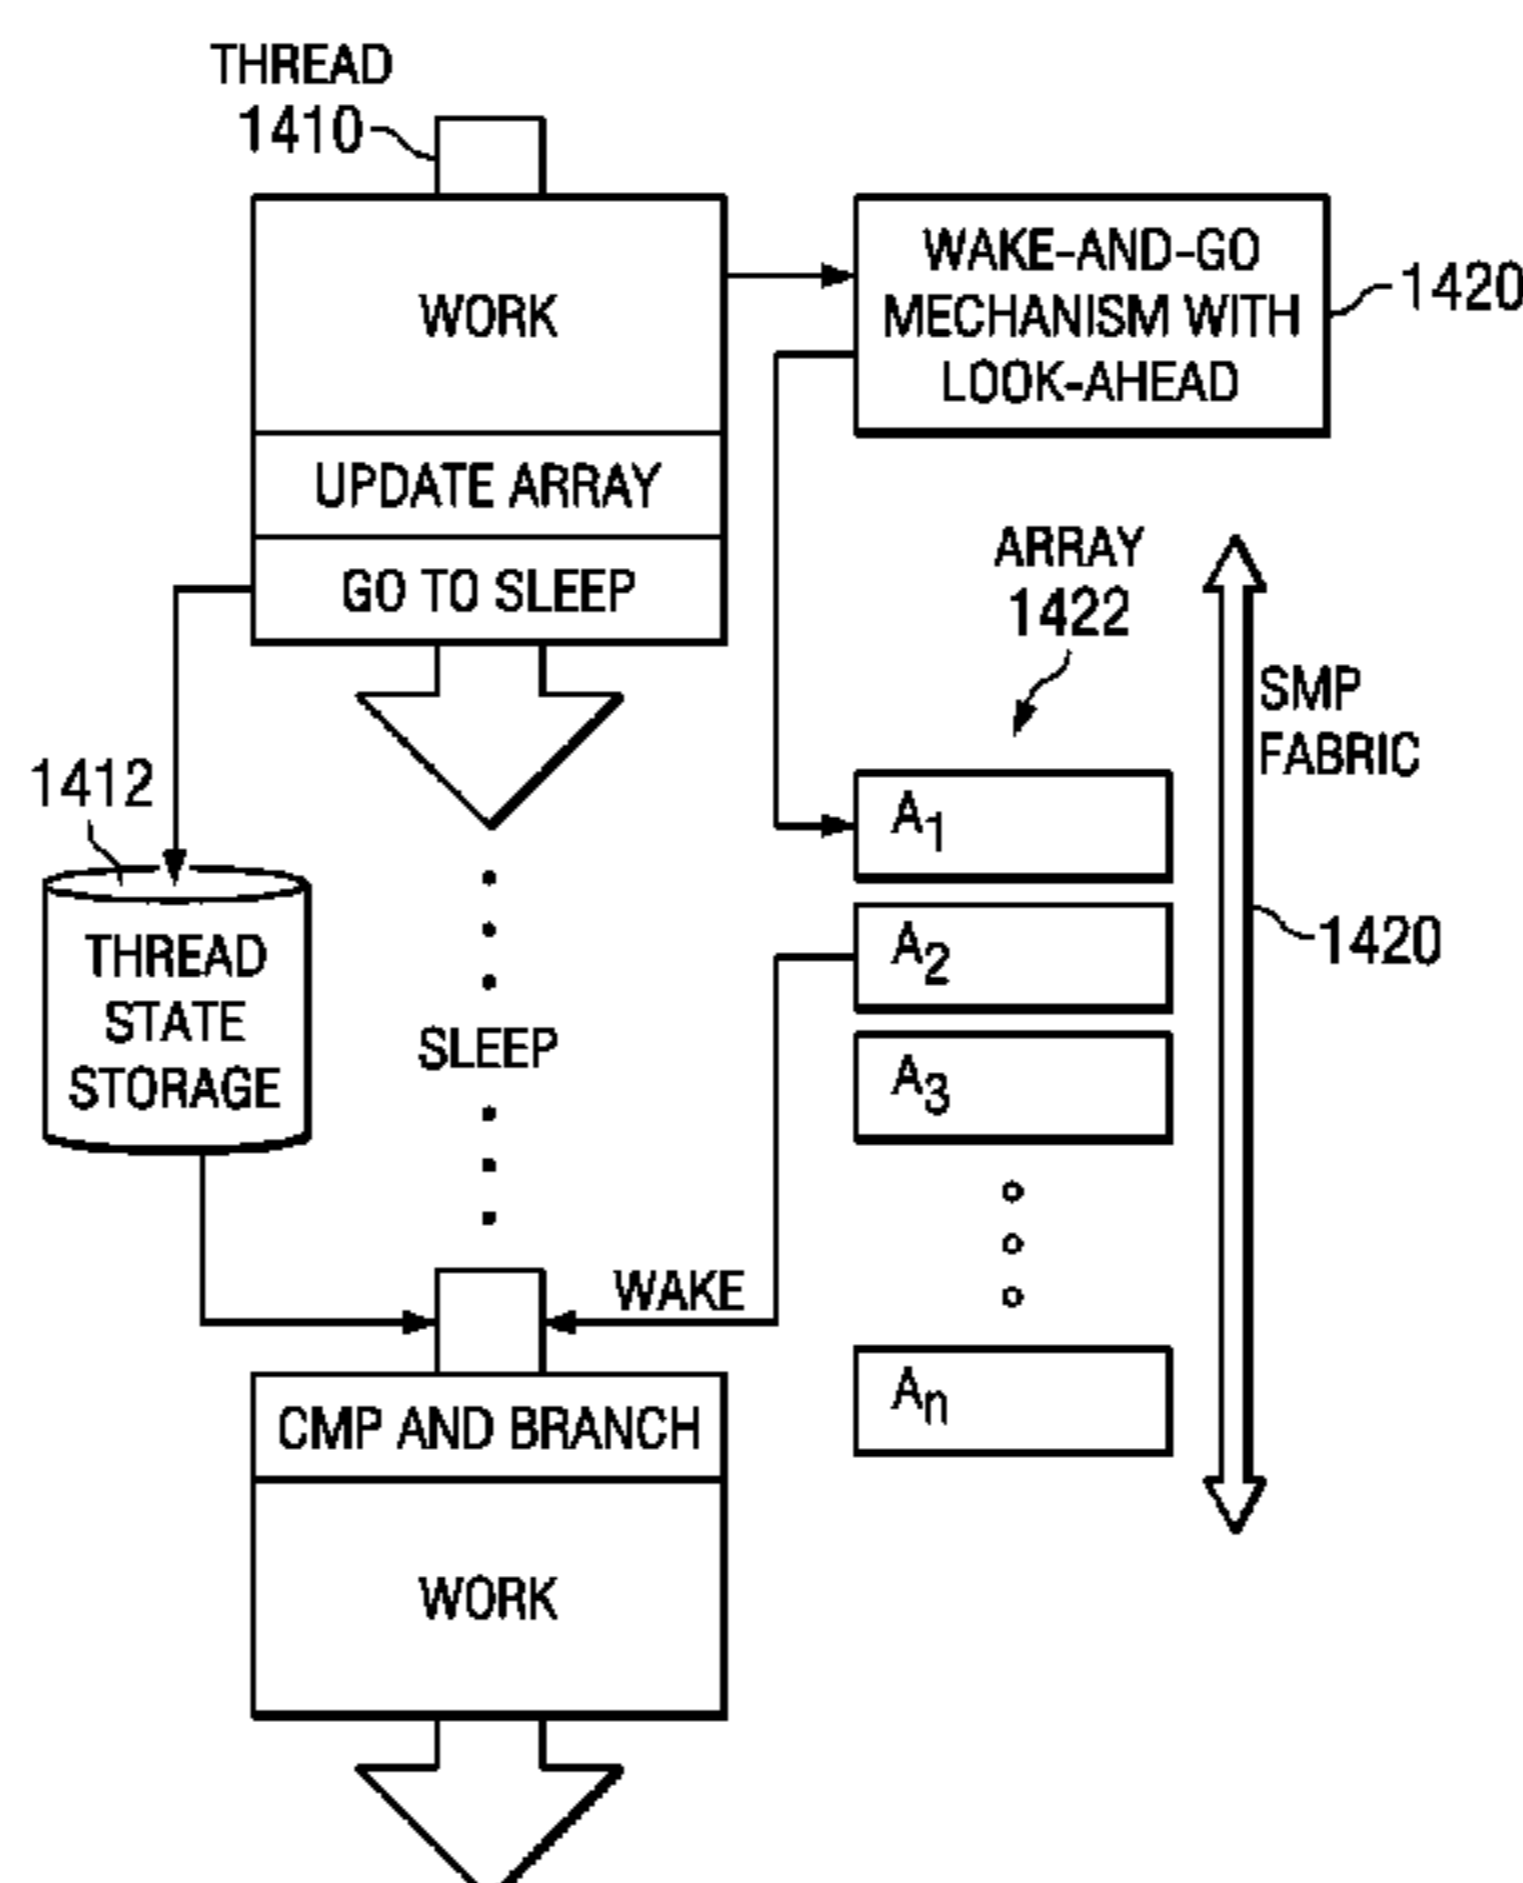 THREAD
1410
WORK
WAKE-AND-GO
MECHANISM WITH
LOOK-AHEAD
1420
UPDATE ARRAY
GO TO SLEEP
ARRAY
1422
SMP
FABRIC
1412
A1
1420
A2
THREAD
STATE
STORAGE
SLEEP
A3
WAKE
An
CMP AND BRANCH
WORK